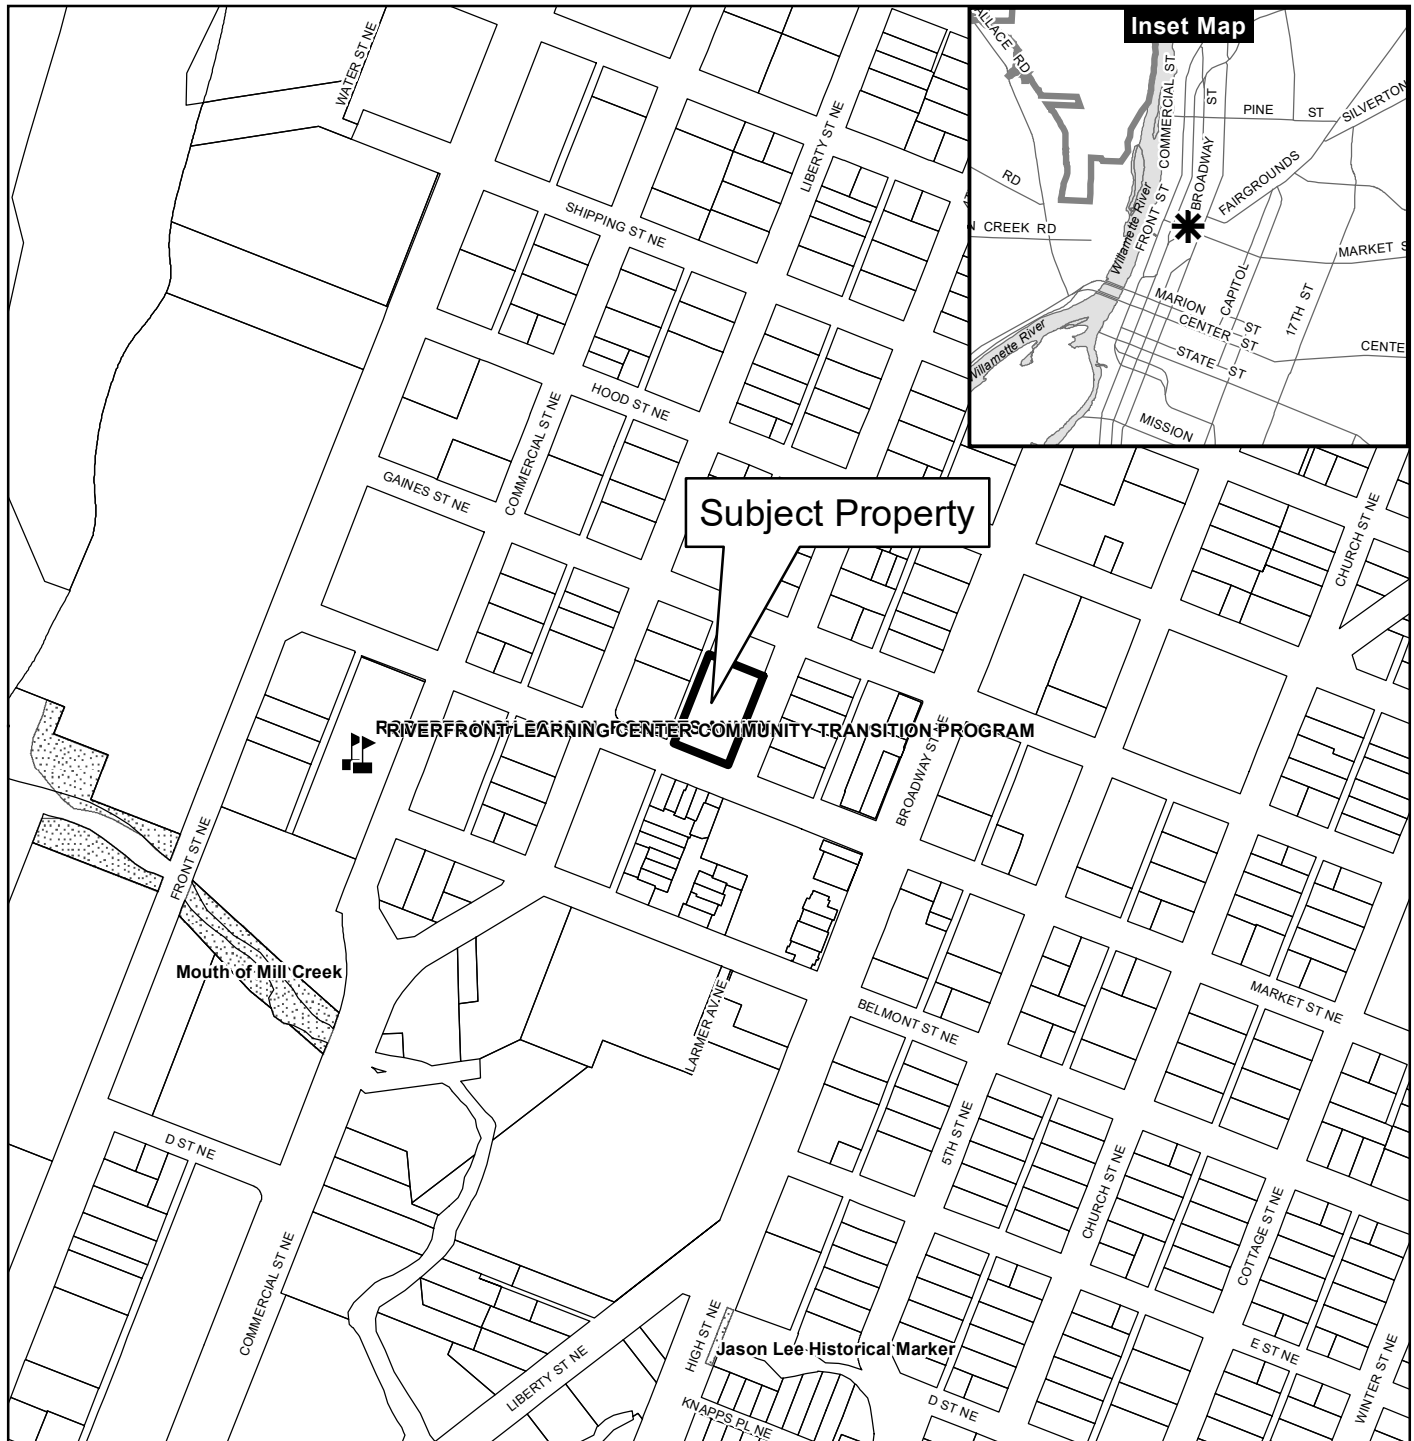 Inset Map
WATER ST NE
LIBERTY ST NE
SHIPPING ST NE
HOOD ST NE
COMMERCIAL ST NE
GAINES ST NE
ALLACE RD
COMMERCIAL ST
ST
BROADWAY
PINE ST
SILVERTON
FAIRGROUNDS
RD
N CREEK RD
Willamette River
FRONT ST
MARKET S
MARION ST
CENTER ST
STATE ST
CAPITOL
17TH ST
CENTE
Willamette River
MISSION
Subject Property
CHURCH ST NE
RIVERFRONT LEARNING CENTER COMMUNITY TRANSITION PROGRAM
BROADWAY ST NE
FRONT ST NE
Mouth of Mill Creek
LARMER AV NE
BELMONT ST NE
MARKET ST NE
D ST NE
5TH ST NE
CHURCH ST NE
COTTAGE ST NE
COMMERCIAL ST NE
LIBERTY ST NE
HIGH ST NE
Jason Lee Historical Marker
E ST NE
WINTER ST NE
KNAPPS PL NE
D ST NE